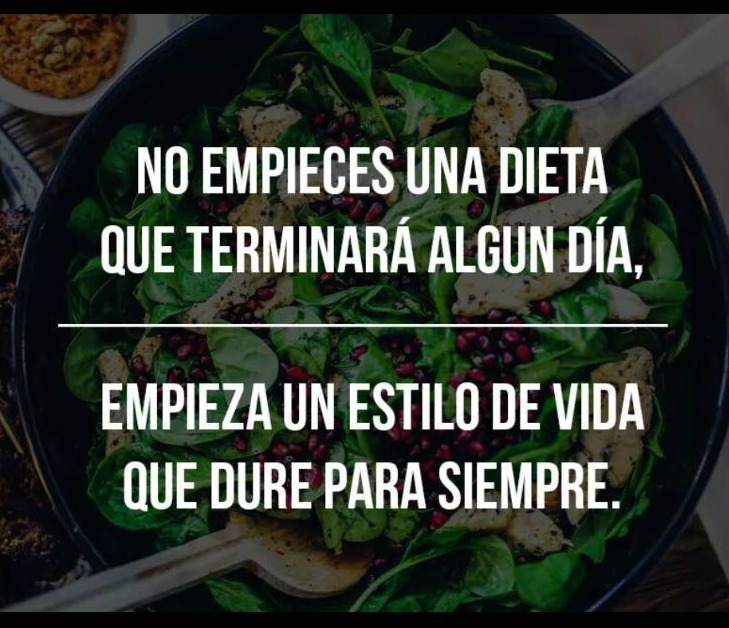 NO EMPIECES UNA DIETA
QUE TERMINARÁ ALGUN DÍA,
EMPIEZA UN ESTILO DE VIDA
QUE DURE PARA SIEMPRE.